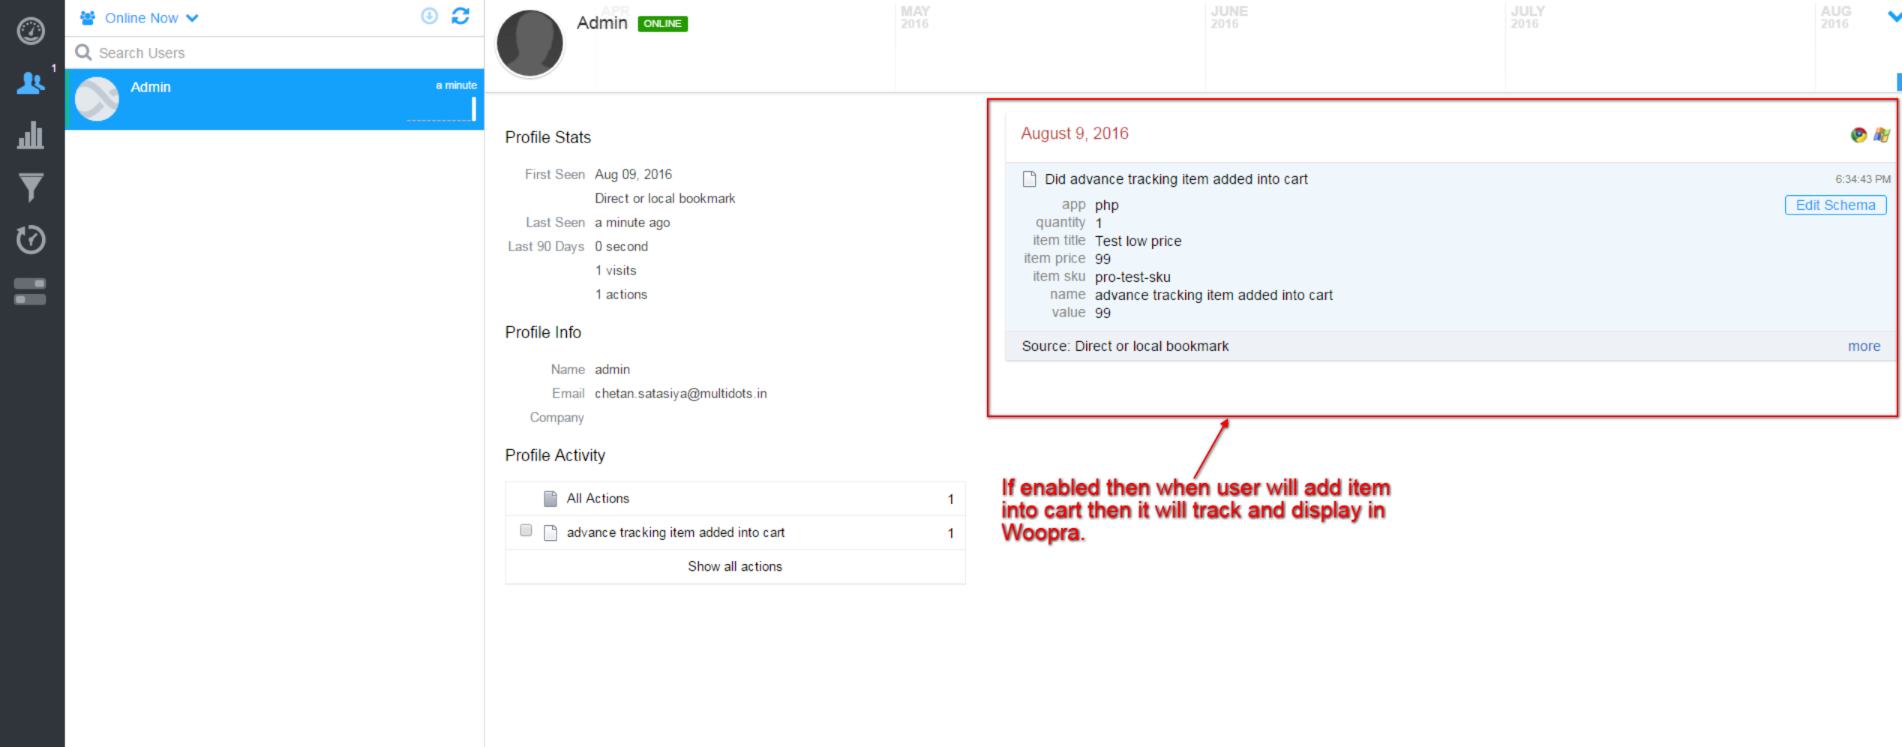 Online Now
Search Users
1
Admin
a minute
Admin ONLINE
APR
MAY
2016
JUNE
2016
JULY
2016
AUG
2016
Profile Stats
First Seen Aug 09, 2016
Direct or local bookmark
Last Seen a minute ago
Last 90 Days 0 second
1 visits
1 actions
Profile Info
Name admin
Email chetan.satasiya@multidots.in
Company
Profile Activity
All Actions 1
advance tracking item added into cart 1
Show all actions
August 9, 2016
Did advance tracking item added into cart 6:34:43 PM
Edit Schema
app php
quantity 1
item title Test low price
item price 99
item sku pro-test-sku
name advance tracking item added into cart
value 99
Source: Direct or local bookmark more
If enabled then when user will add item
into cart then it will track and display in
Woopra.